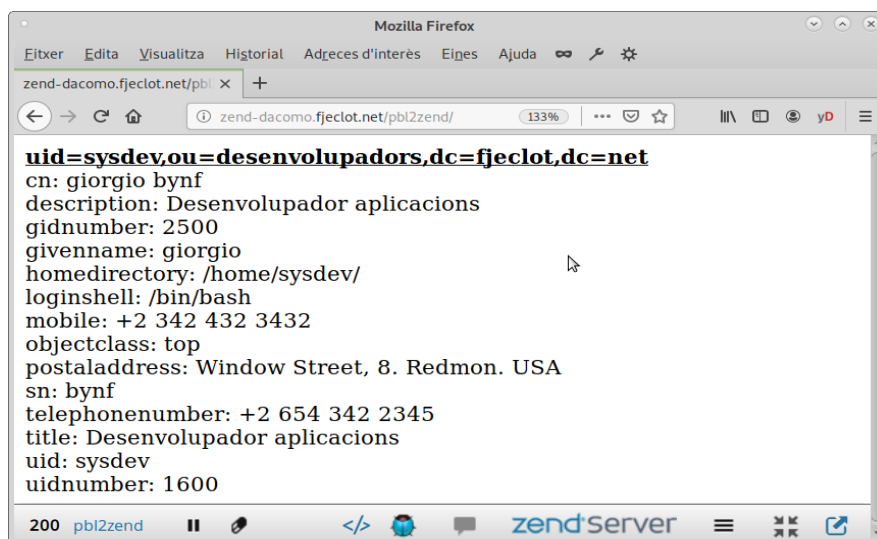 Mozilla Firefox
Fitxer Edita Visualitza Historial Adreces d'interès Eines Ajuda
zend-dacomo.fjeclot.net/pbl
zend-dacomo.fjeclot.net/pbl2zend/ 133% yD
uid=sysdev,ou=desenvolupadors,dc=fjeclot,dc=net
cn: giorgio bynf
description: Desenvolupador aplicacions
gidnumber: 2500
givenname: giorgio
homedirectory: /home/sysdev/
loginshell: /bin/bash
mobile: +2 342 432 3432
objectclass: top
postaladdress: Window Street, 8. Redmon. USA
sn: bynf
telephonenumber: +2 654 342 2345
title: Desenvolupador aplicacions
uid: sysdev
uidnumber: 1600
200 pbl2zend </> zend Server